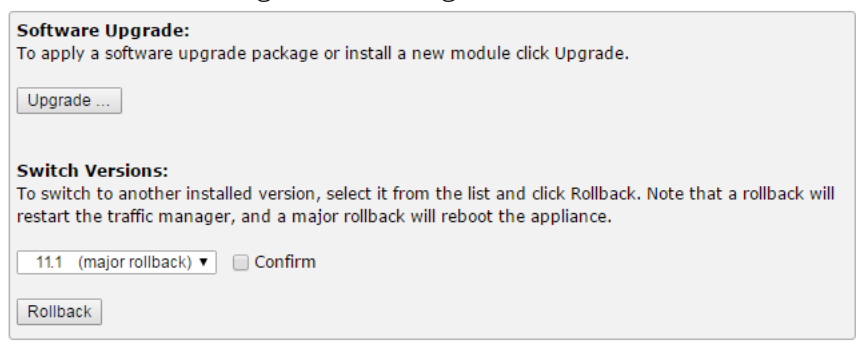 Software Upgrade:
To apply a software upgrade package or install a new module click Upgrade.
Upgrade ...
Switch Versions:
To switch to another installed version, select it from the list and click Rollback. Note that a rollback will
restart the traffic manager, and a major rollback will reboot the appliance.
11.1 (major rollback) ▼ Confirm
Rollback